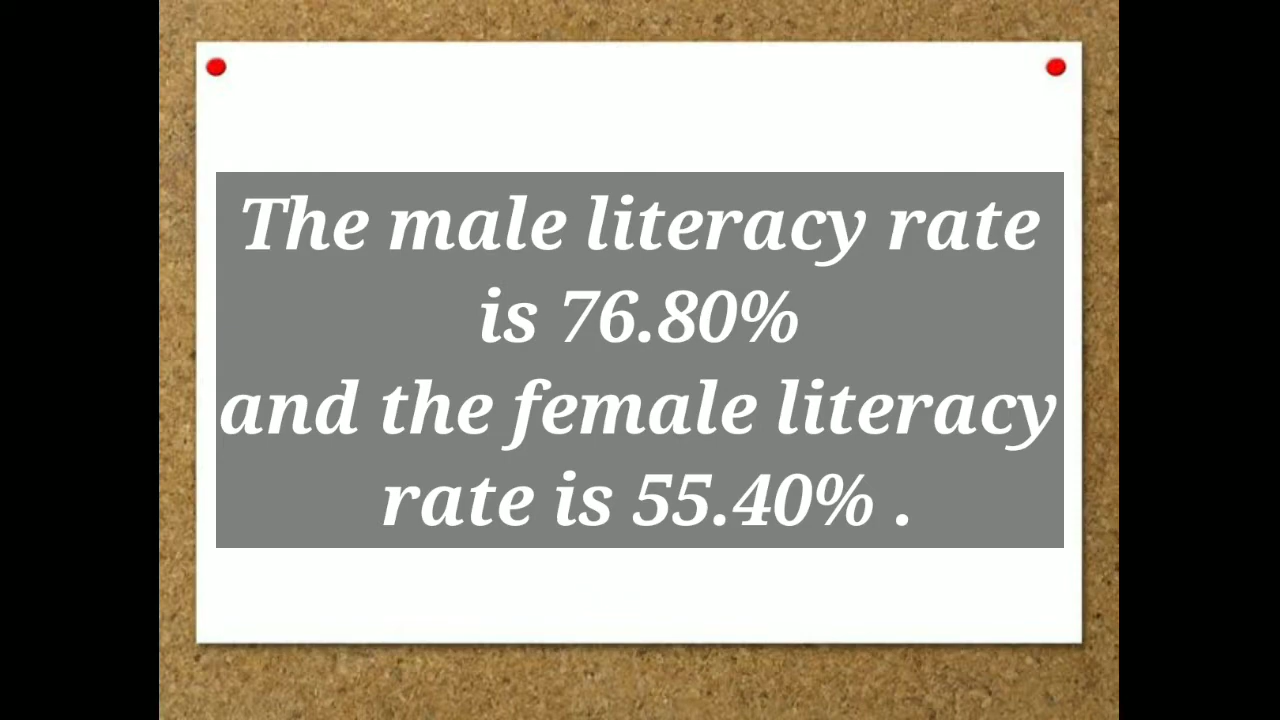 The male literacy rate
is 76.80%
and the female literacy
rate is 55.40% .